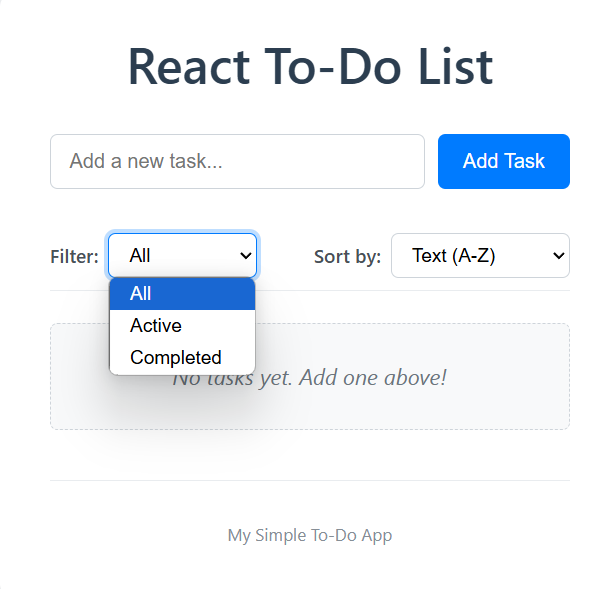 React To-Do List
Add a new task...
Add Task
Filter: All
Sort by: Text (A-Z)
All
Active
Completed
No tasks yet. Add one above!
My Simple To-Do App